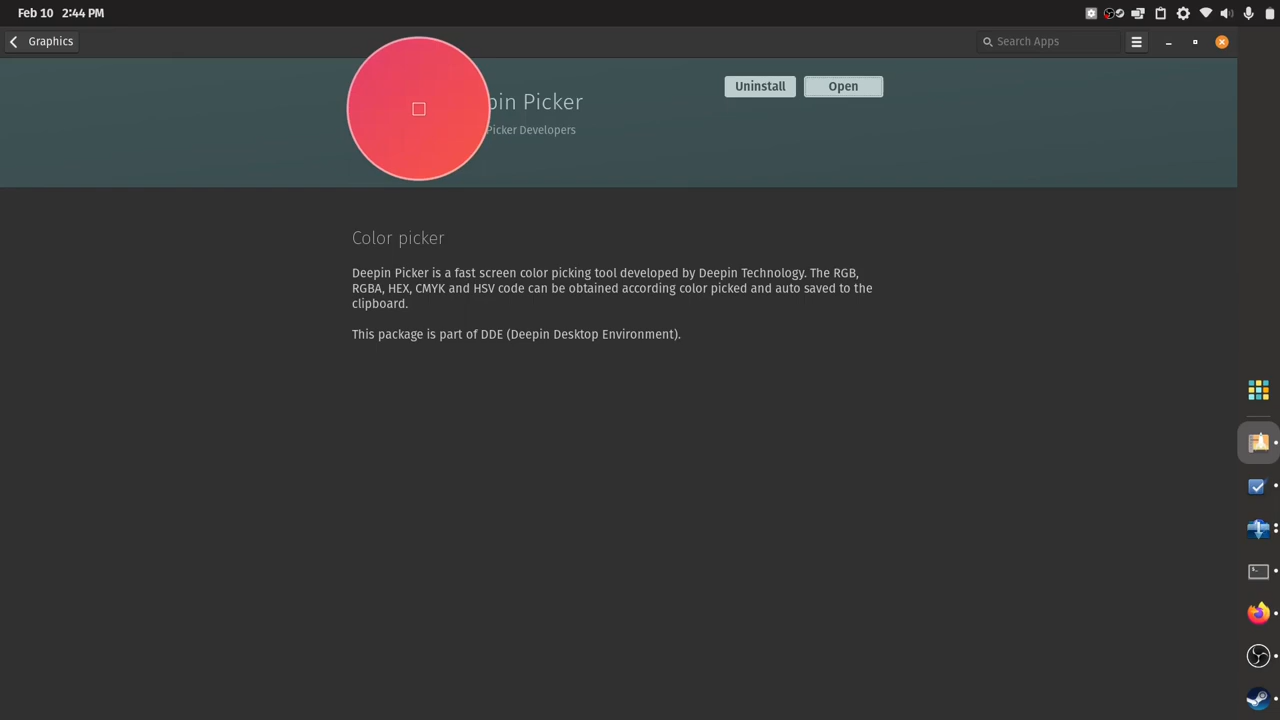 Feb 10 2:44 PM
Graphics
Search Apps
pin Picker
Picker Developers
Uninstall
Open
Color picker
Deepin Picker is a fast screen color picking tool developed by Deepin Technology. The RGB,
RGBA, HEX, CMYK and HSV code can be obtained according color picked and auto saved to the
clipboard.
This package is part of DDE (Deepin Desktop Environment).